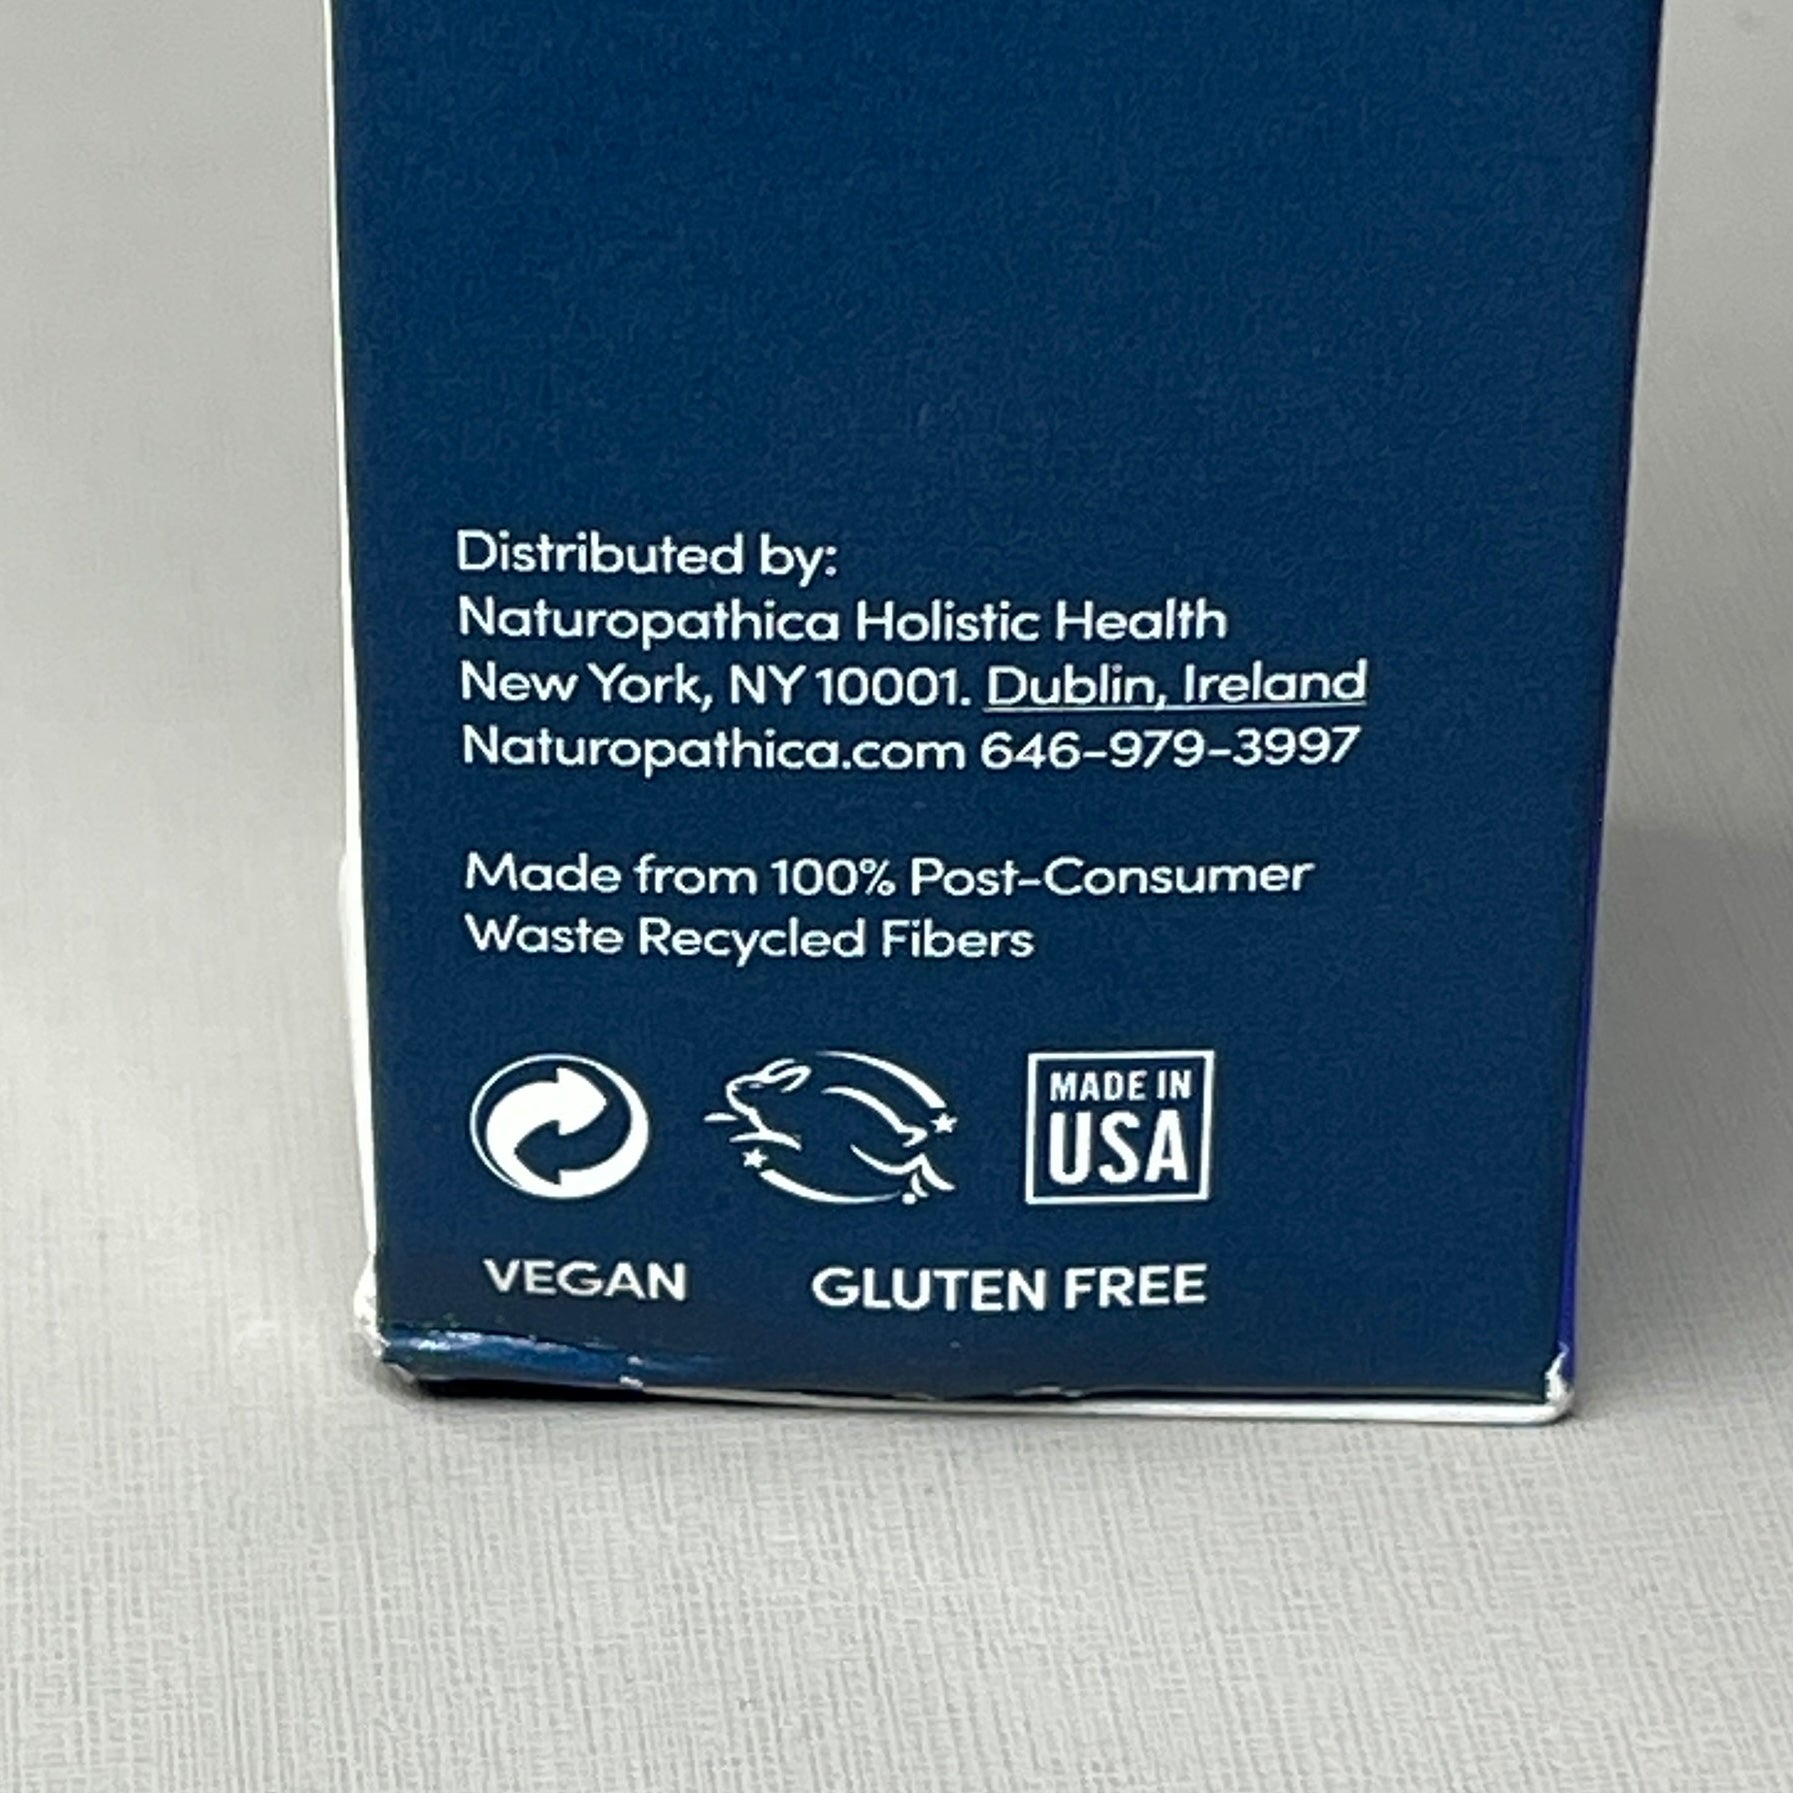 Distributed by:
Naturopathica Holistic Health
New York, NY 10001. Dublin, Ireland
Naturopathica.com 646-979-3997
Made from 100% Post-Consumer
Waste Recycled Fibers
MADE IN
USA
VEGAN GLUTEN FREE